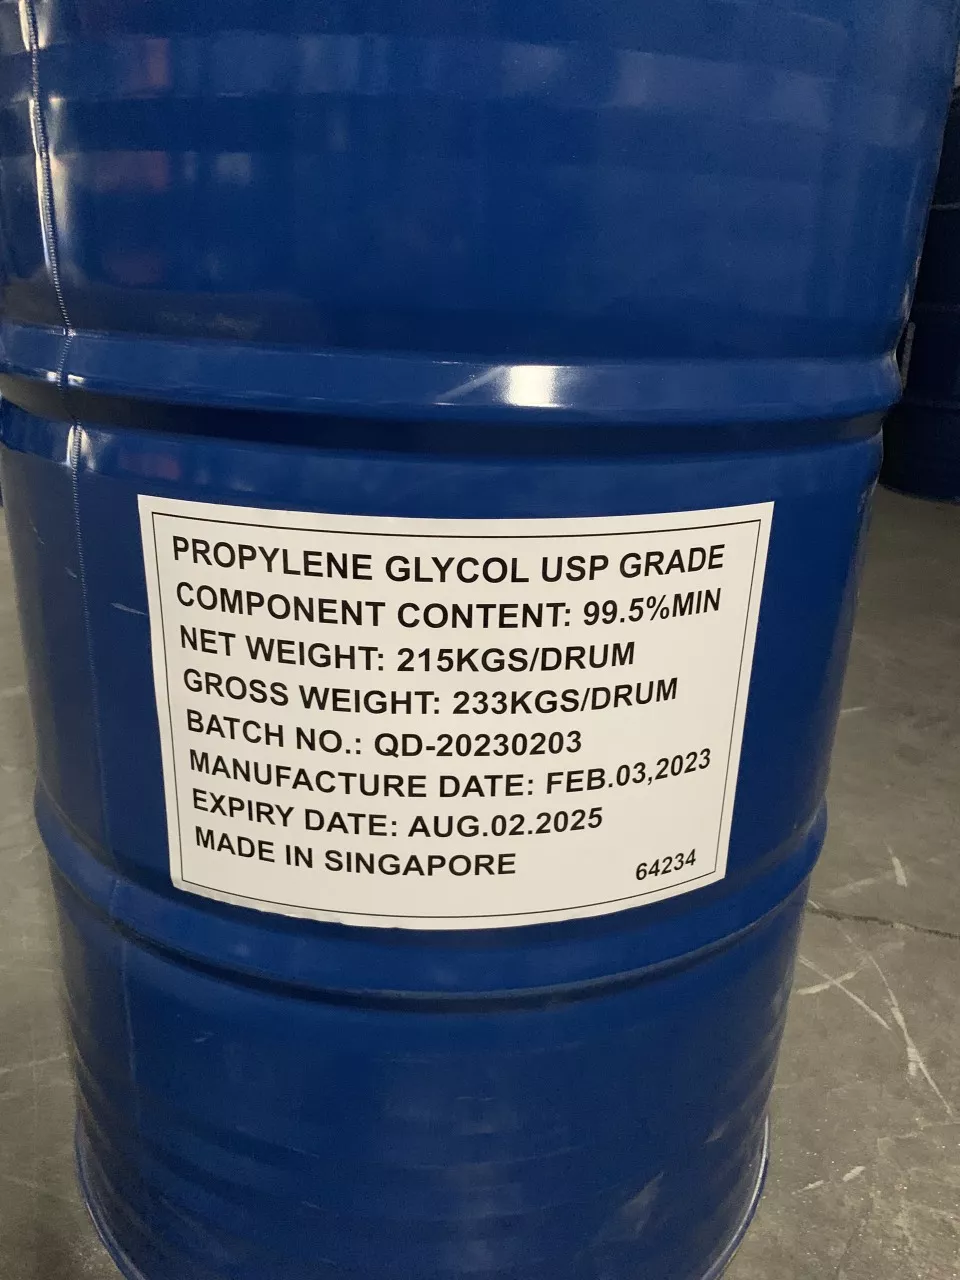 PROPYLENE GLYCOL USP GRADE
COMPONENT CONTENT: 99.5%MIN
NET WEIGHT: 215KGS/DRUM
GROSS WEIGHT: 233KGS/DRUM
BATCH NO.: QD-20230203
MANUFACTURE DATE: FEB.03,2023
EXPIRY DATE: AUG.02.2025
MADE IN SINGAPORE 64234